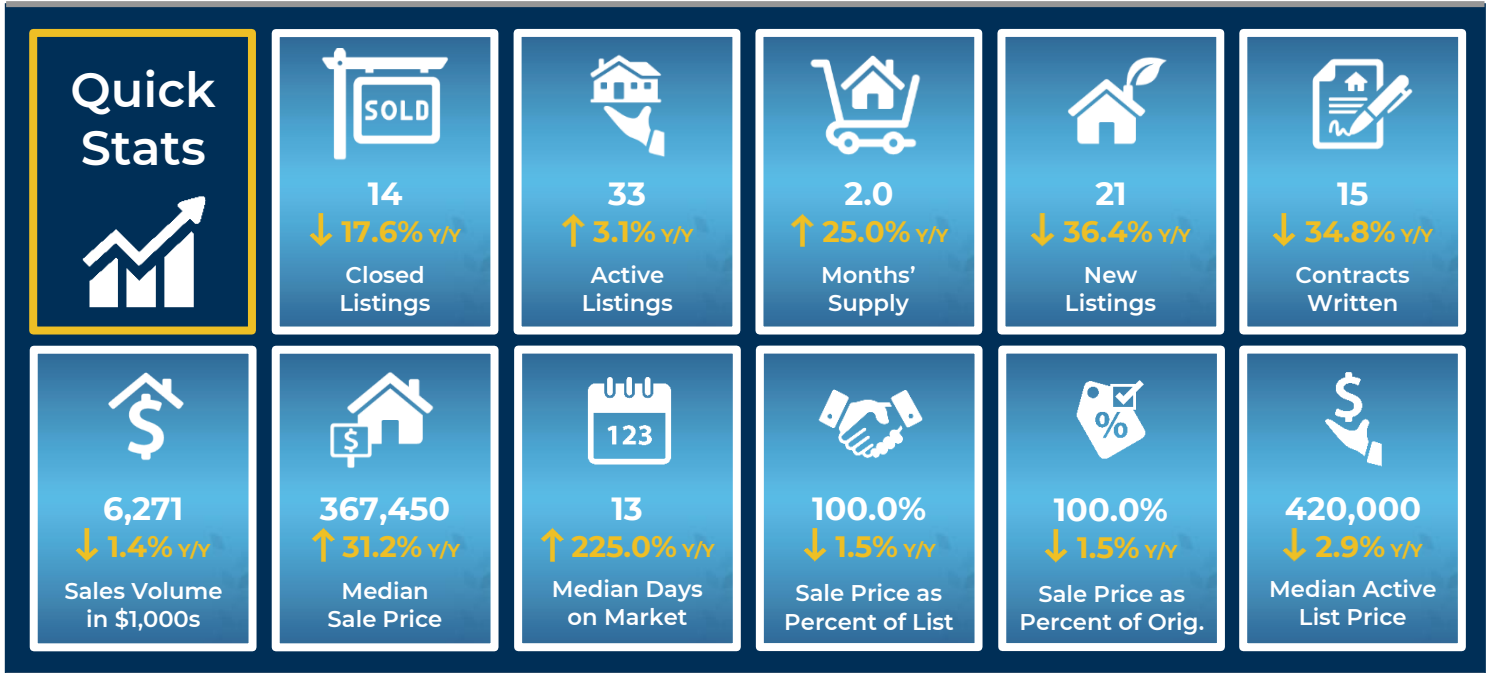 Quick
Stats
SOLD
14
↓ 17.6% Y/Y
Closed
Listings
33
↑ 3.1% Y/Y
Active
Listings
2.0
↑ 25.0% Y/Y
Months’
Supply
21
↓ 36.4% Y/Y
New
Listings
15
↓ 34.8% Y/Y
Contracts
Written
$
6,271
↓ 1.4% Y/Y
Sales Volume
in $1,000s
$
367,450
↑ 31.2% Y/Y
Median
Sale Price
123
13
↑ 225.0% Y/Y
Median Days
on Market
100.0%
↓ 1.5% Y/Y
Sale Price as
Percent of List
%
100.0%
↓ 1.5% Y/Y
Sale Price as
Percent of Orig.
$
420,000
↓ 2.9% Y/Y
Median Active
List Price